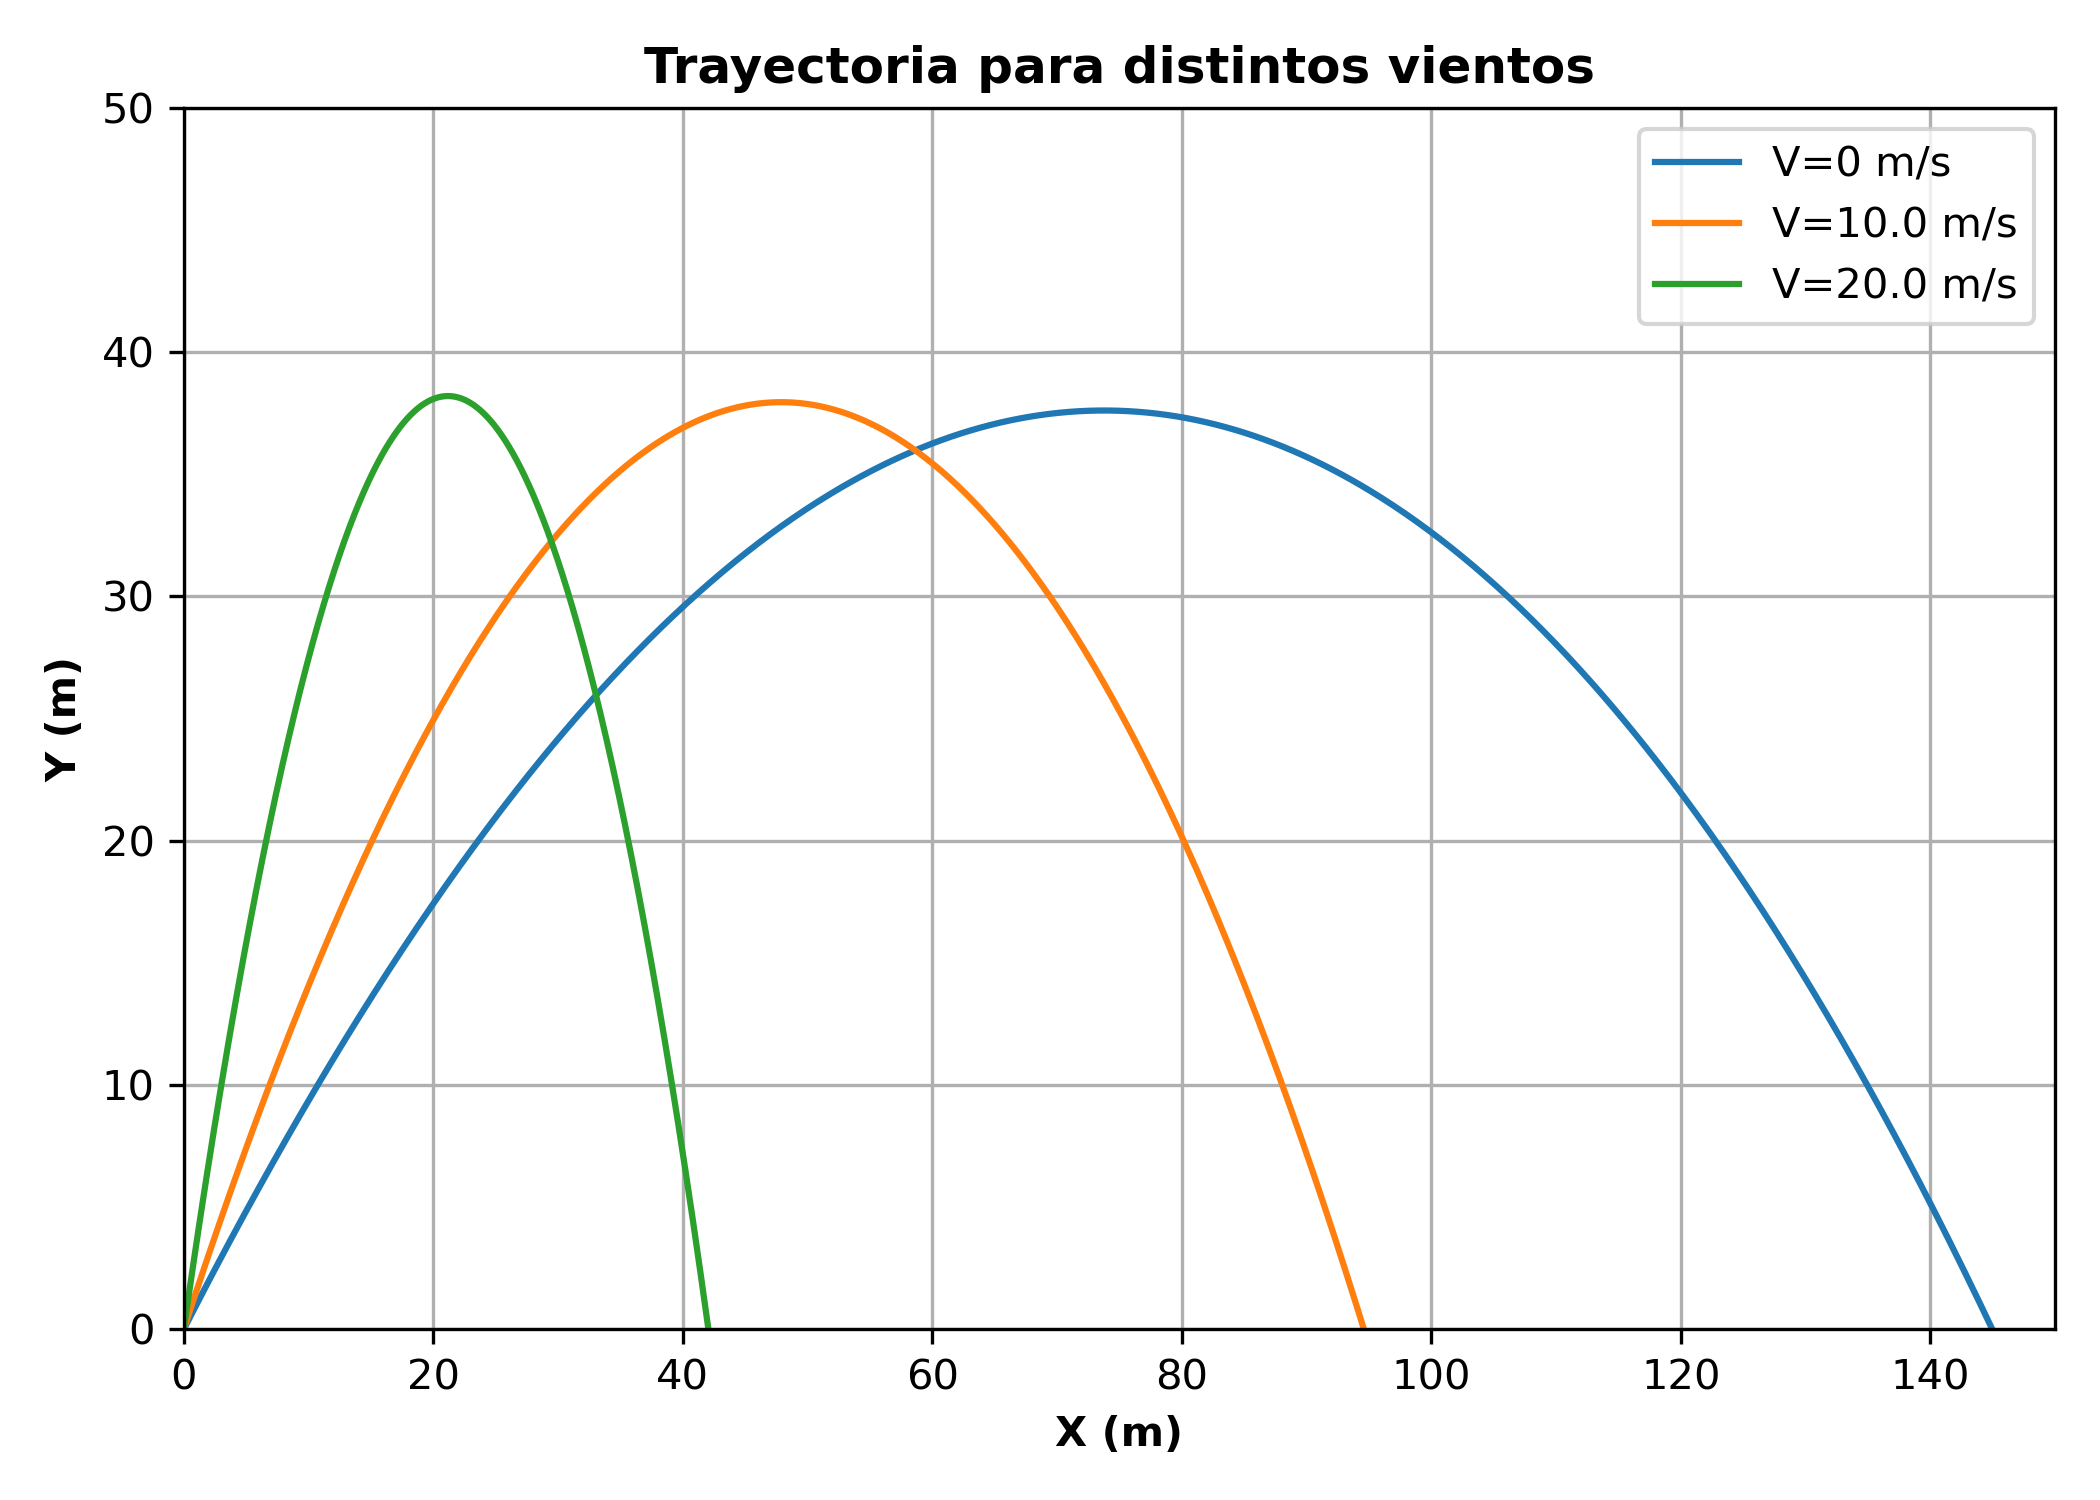 Trayectoria para distintos vientos
50
40
30
20
10
0
Y (m)
V=0 m/s
V=10.0 m/s
V=20.0 m/s
0 20 40 60 80 100 120 140
X (m)